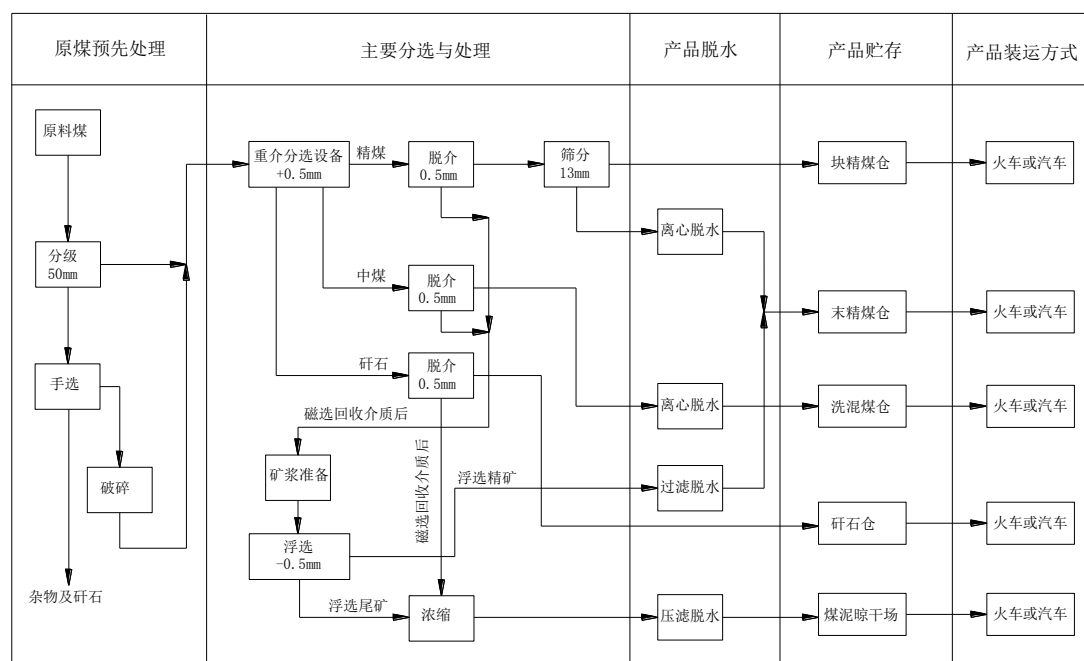 原煤预先处理
主要分选与处理
产品脱水
产品贮存
产品装运方式
原料煤
分级
50mm
手选
破碎
杂物及矸石
重介分选设备
+0.5mm
精煤
脱介
0.5mm
筛分
13mm
块精煤仓
火车或汽车
离心脱水
中煤
脱介
0.5mm
末精煤仓
火车或汽车
矸石
脱介
0.5mm
离心脱水
洗混煤仓
火车或汽车
磁选回收介质后
磁选回收介质后
矿浆准备
浮选精矿
过滤脱水
矸石仓
火车或汽车
浮选
-0.5mm
浮选尾矿
浓缩
压滤脱水
煤泥晾干场
火车或汽车